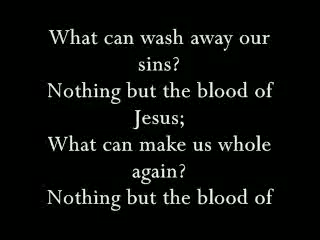 What can wash away our
sins?
Nothing but the blood of
Jesus;
What can make us whole
again?
Nothing but the blood of